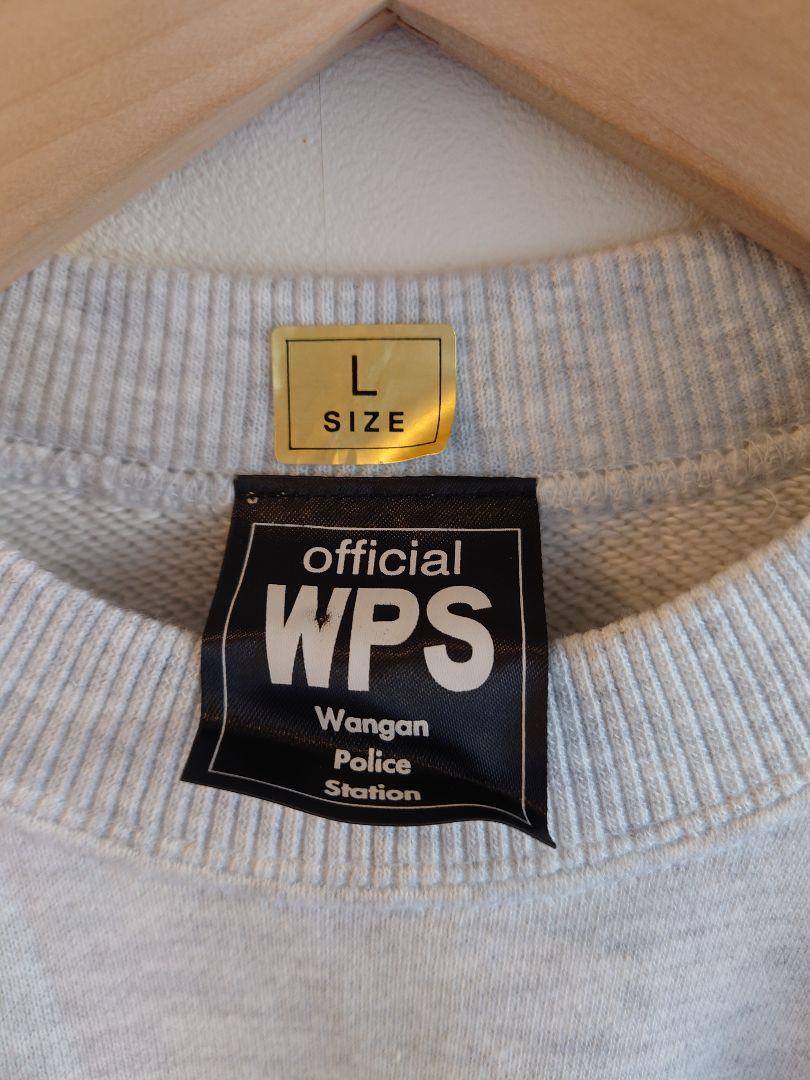 L
SIZE
official
WPS
Wangan
Police
Station